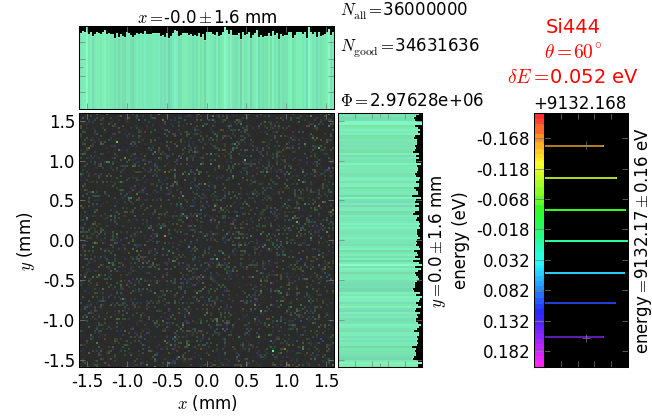 x=-0.0±1.6 mm
N_all=36000000
N_good=34631636
Φ=2.97628e+06
Si444
θ=60°
δE=0.052 eV
+9132.168
1.5
1.0
0.5
0.0
-0.5
-1.0
-1.5
y (mm)
-1.5 -1.0 -0.5 0.0 0.5 1.0 1.5
x (mm)
y=0.0±1.6 mm
energy (eV)
-0.168
-0.118
-0.068
-0.018
0.032
0.082
0.132
0.182
energy=9132.17±0.16 eV